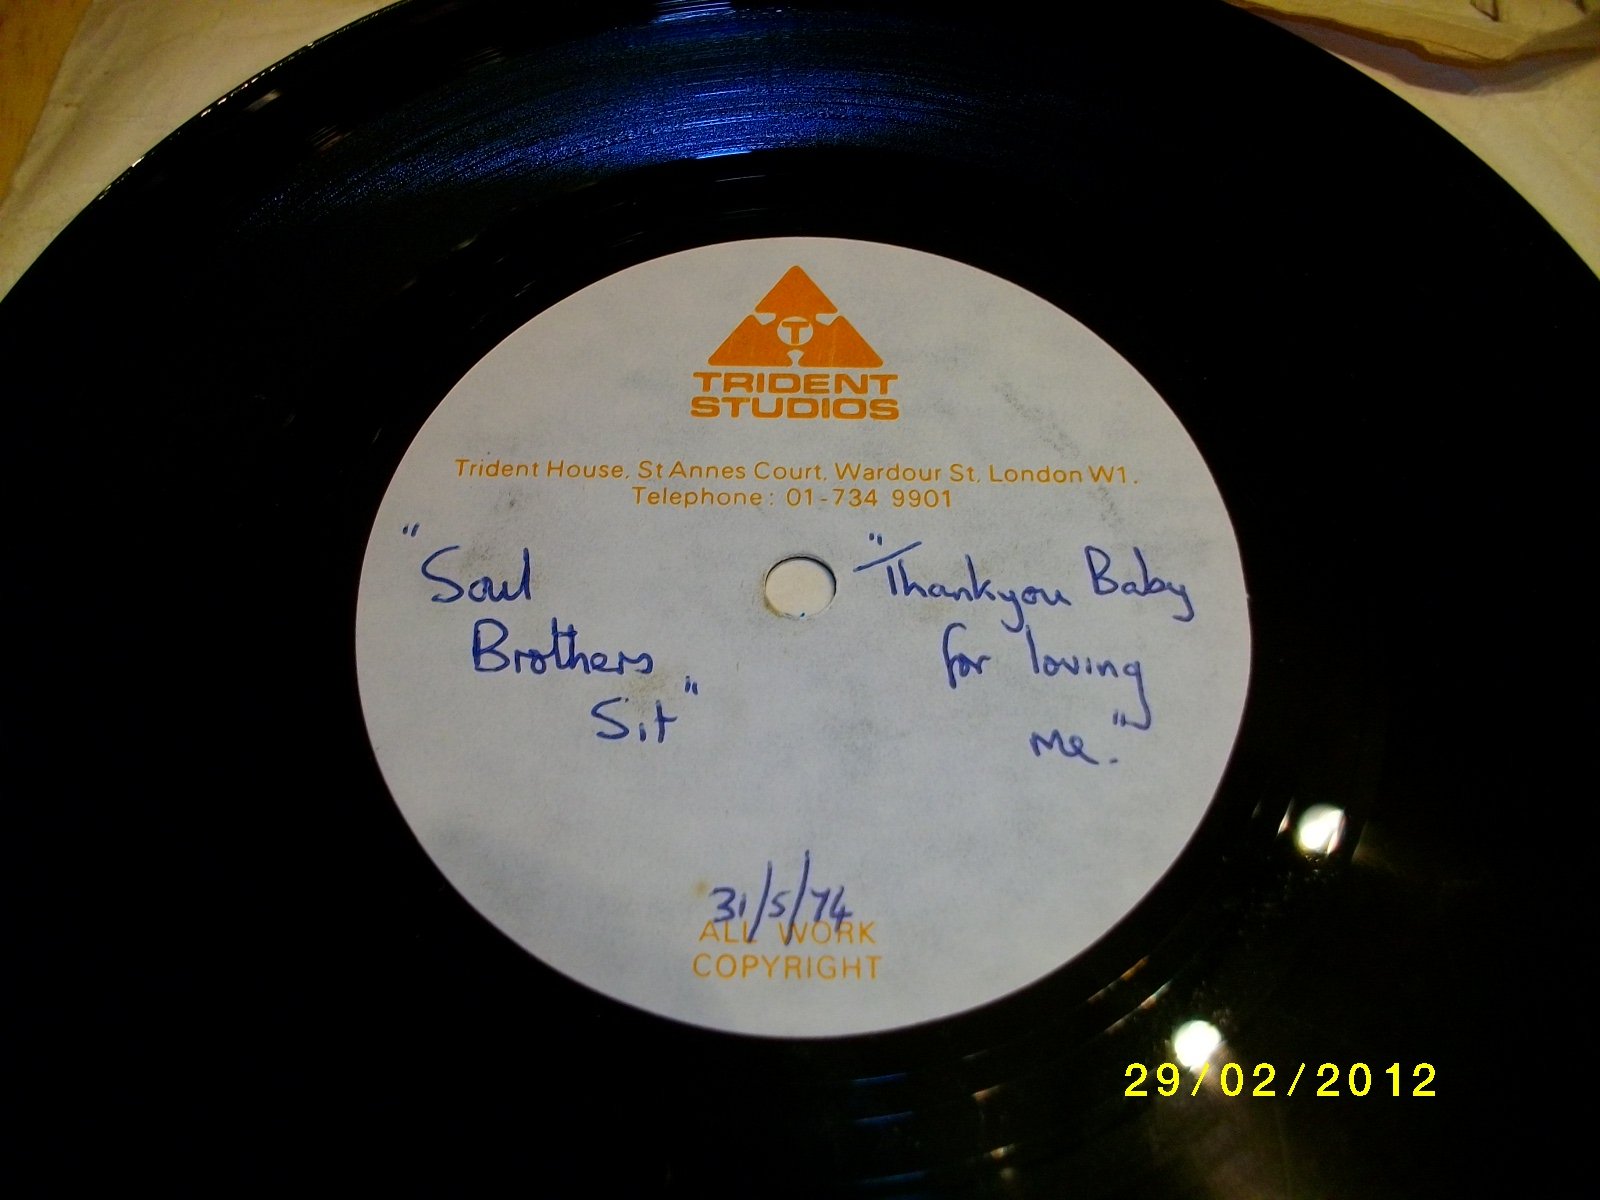 T
TRIDENT
STUDIOS
Trident House, St Annes Court, Wardour St, London W1.
Telephone: 01-734 9901
"Soul
Brothers
Sit"
"Thankyou Baby
for loving
me."
31/5/74
ALL WORK
COPYRIGHT
29/02/2012